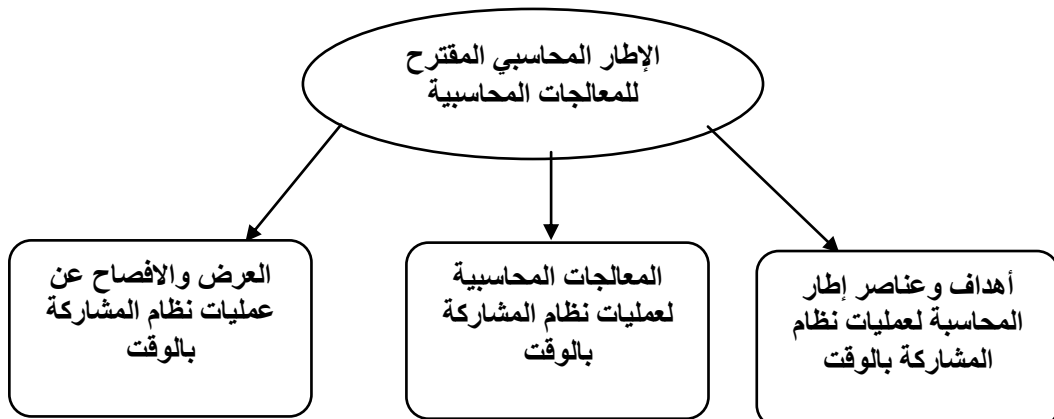 الإطار المحاسبي المقترح
للمعالجات المحاسبية
أهداف وعناصر إطار
المحاسبة لعمليات نظام
المشاركة بالوقت
المعالجات المحاسبية
لعمليات نظام المشاركة
بالوقت
العرض والافصاح عن
عمليات نظام المشاركة
بالوقت